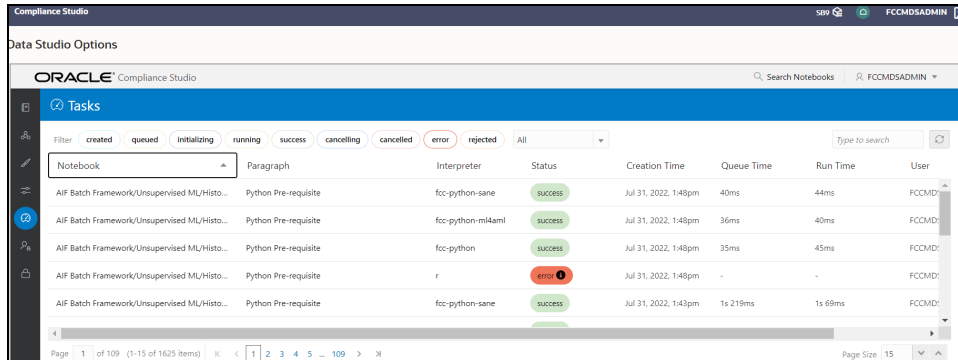 Compliance Studio SB9 FCCMDSADMIN
Data Studio Options
ORACLE® Compliance Studio Search Notebooks FCCMDSADMIN
Tasks
Filter created queued initializing running success cancelling cancelled error rejected All Type to search
Notebook Paragraph Interpreter Status Creation Time Queue Time Run Time User
AIF Batch Framework/Unsupervised ML/Histo... Python Pre-requisite fcc-python-sane success Jul 31, 2022, 1:48pm 40ms 44ms FCCMD
AIF Batch Framework/Unsupervised ML/Histo... Python Pre-requisite fcc-python-ml4aml success Jul 31, 2022, 1:48pm 36ms 40ms FCCMD
AIF Batch Framework/Unsupervised ML/Histo... Python Pre-requisite fcc-python success Jul 31, 2022, 1:48pm 35ms 45ms FCCMD
AIF Batch Framework/Unsupervised ML/Histo... Python Pre-requisite r error Jul 31, 2022, 1:48pm - - FCCMD
AIF Batch Framework/Unsupervised ML/Histo... Python Pre-requisite fcc-python-sane success Jul 31, 2022, 1:43pm 1s 219ms 1s 69ms FCCMD
Page 1 of 109 (1-15 of 1625 items) K < 1 2 3 4 5 ... 109 > Page Size 15